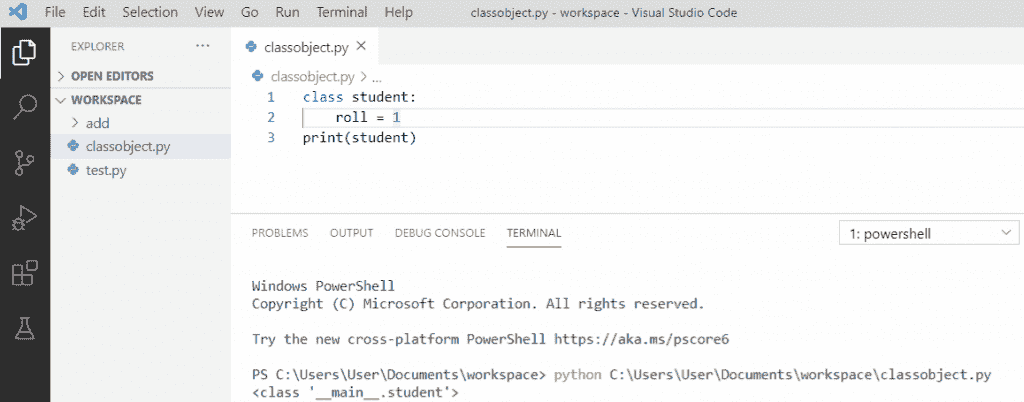 File Edit Selection View Go Run Terminal Help classobject.py - workspace - Visual Studio Code
EXPLORER ...
OPEN EDITORS
WORKSPACE
add
classobject.py
test.py
classobject.py
classobject.py > ...
1 class student:
2 roll = 1
3 print(student)
PROBLEMS OUTPUT DEBUG CONSOLE TERMINAL 1: powershell
Windows PowerShell
Copyright (C) Microsoft Corporation. All rights reserved.
Try the new cross-platform PowerShell https://aka.ms/pscore6
PS C:\Users\User\Documents\workspace> python C:\Users\User\Documents\workspace\classobject.py
<class '__main__.student'>